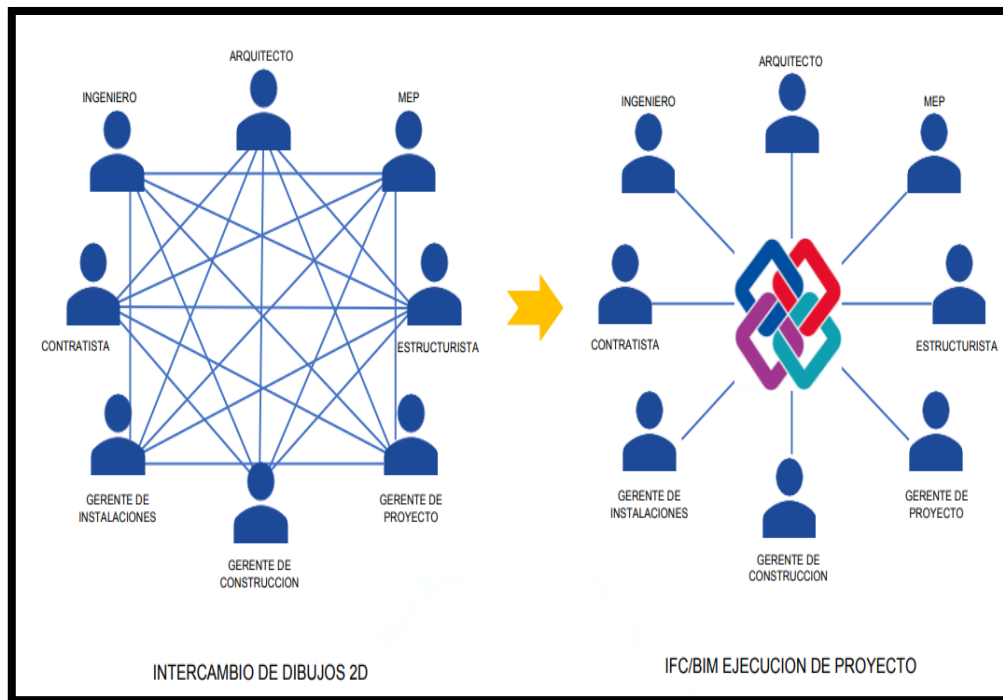 ARQUITECTO
INGENIERO
MEP
CONTRATISTA
ESTRUCTURISTA
GERENTE DE
INSTALACIONES
GERENTE DE
PROYECTO
GERENTE DE
CONSTRUCCION
INTERCAMBIO DE DIBUJOS 2D
ARQUITECTO
INGENIERO
MEP
CONTRATISTA
ESTRUCTURISTA
GERENTE DE
INSTALACIONES
GERENTE DE
PROYECTO
GERENTE DE
CONSTRUCCION
IFC/BIM EJECUCION DE PROYECTO